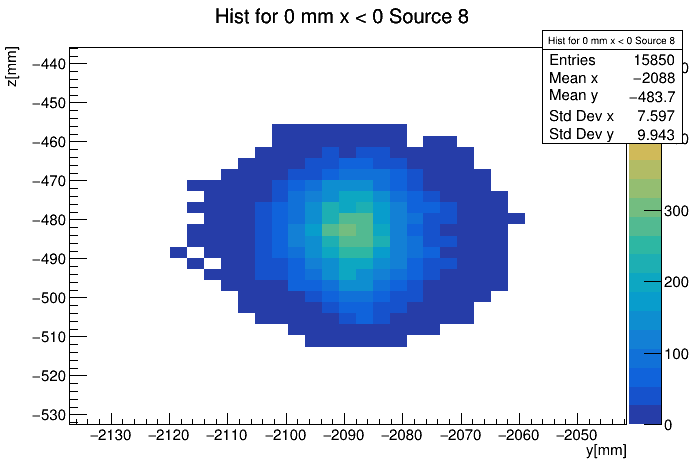 Hist for 0 mm x < 0 Source 8
z[mm]
Hist for 0 mm x < 0 Source 8
Entries 15850
Mean x −2088
Mean y −483.7
Std Dev x 7.597
Std Dev y 9.943
−440
−450
−460
−470
−480
−490
−500
−510
−520
−530
0
0
300
200
100
0
−2130 −2120 −2110 −2100 −2090 −2080 −2070 −2060 −2050
y[mm]